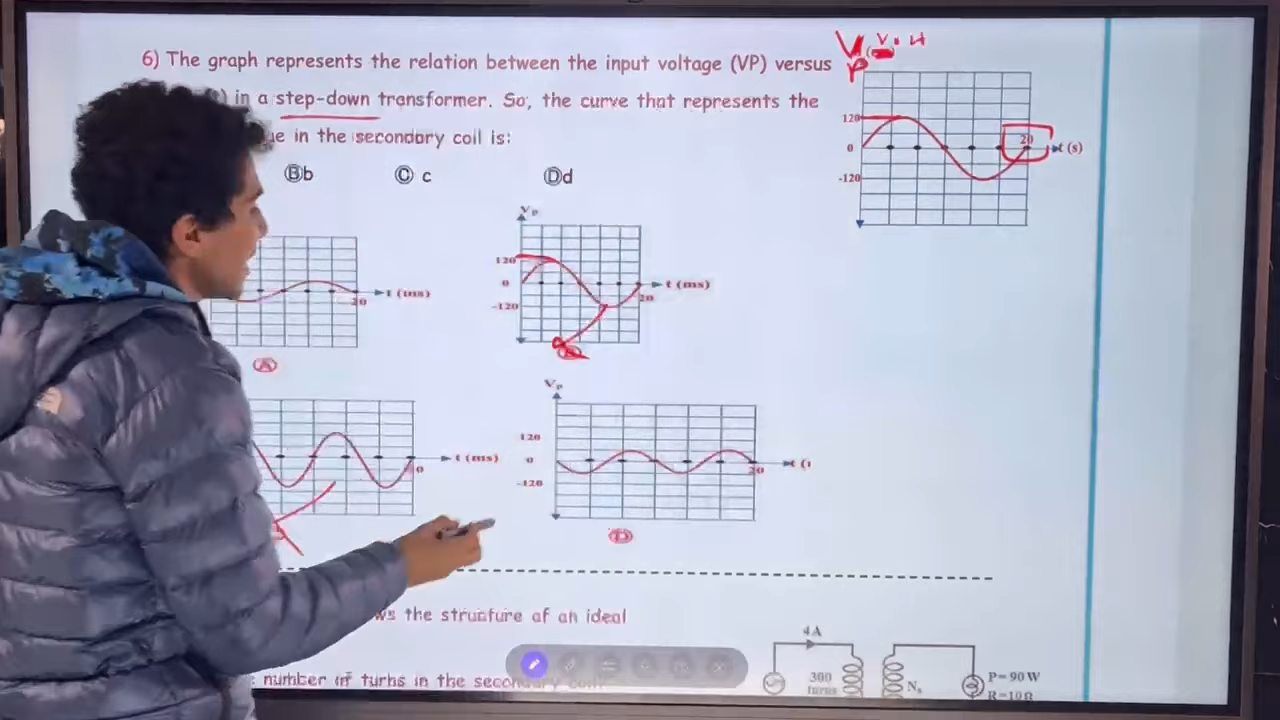 6) The graph represents the relation between the input voltage (VP) versus
in a step-down transformer. So, the curve that represents the
in the secondary coil is:
Ⓑb
Ⓒ c
Ⓓd
V
P
120
0
-120
20
t (s)
t (ms)
20
A
Vp
120
0
-120
t (ms)
20
t (ms)
Vp
120
0
-120
20
D
the structure of an ideal
number of turns in the
4A
300
turns
Ns
P=90 W
R=10Ω